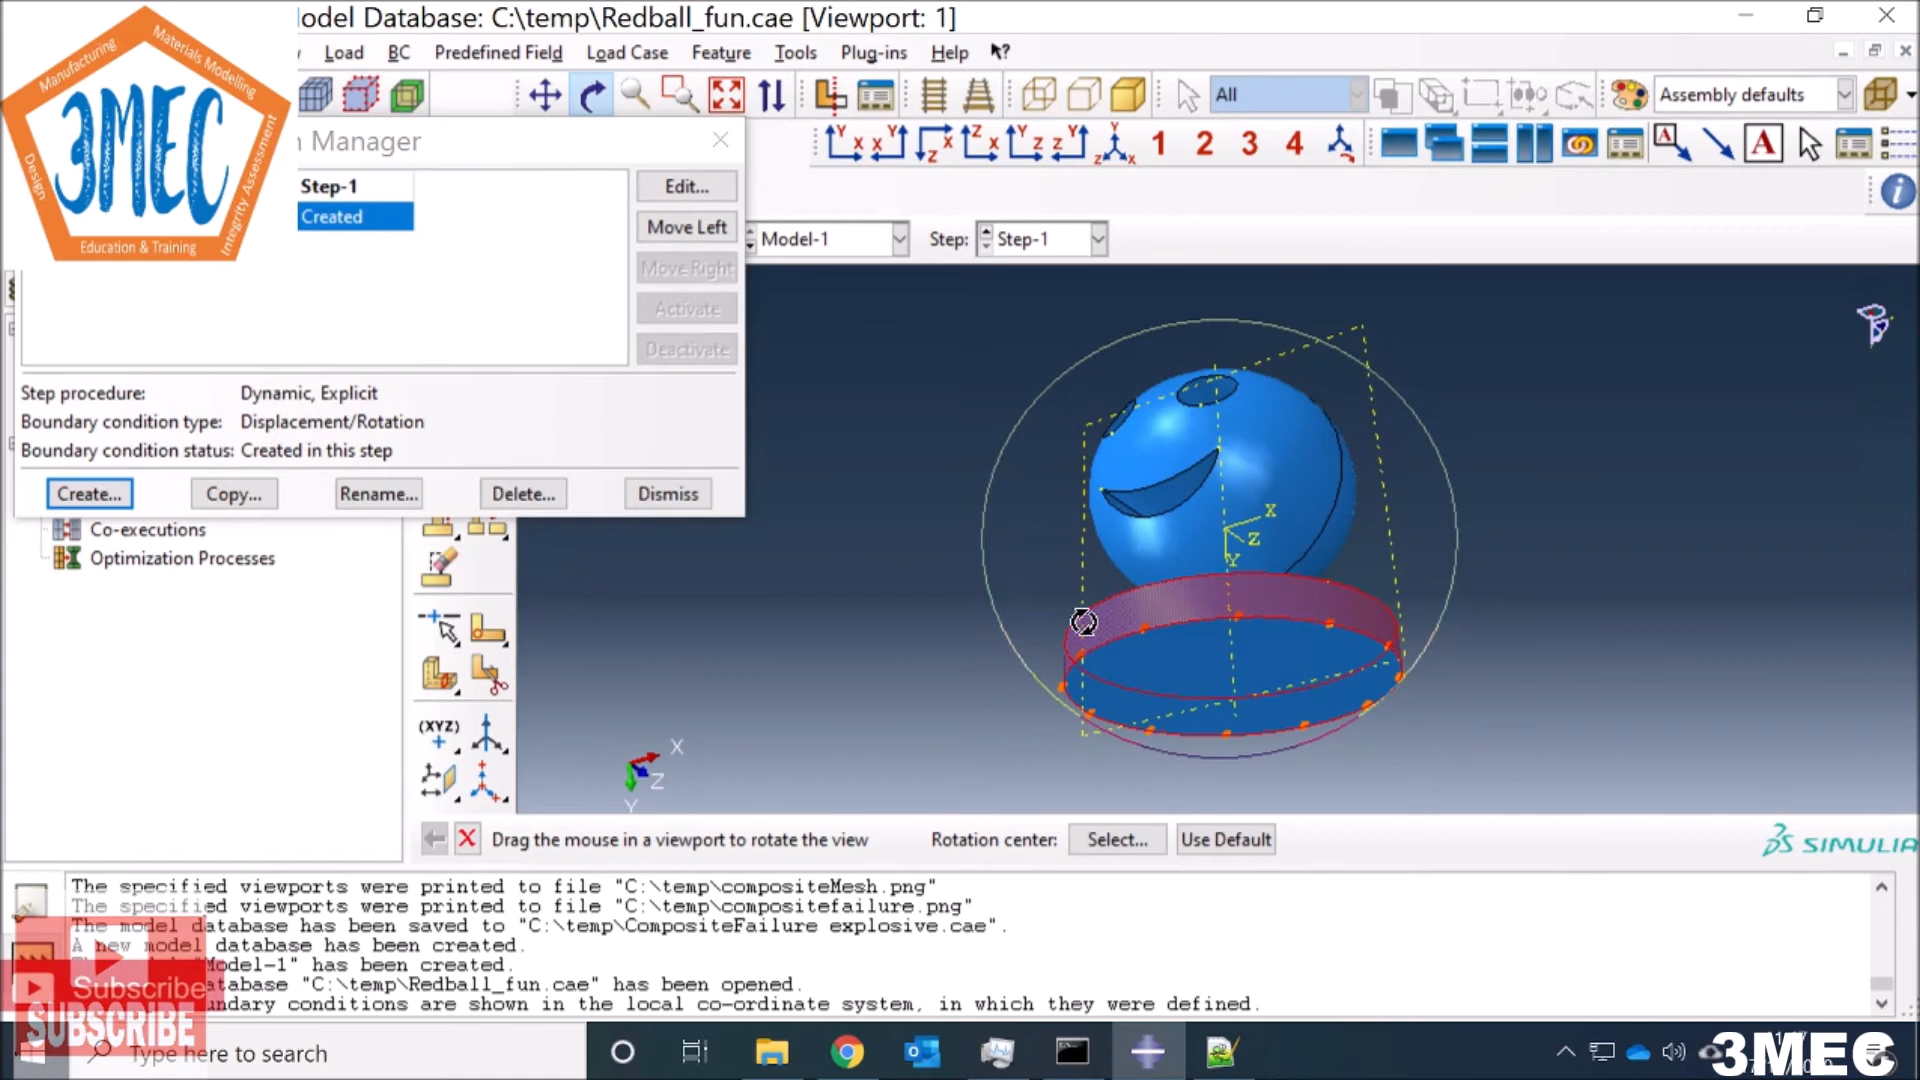 Model Database: C:\temp\Redball_fun.cae [Viewport: 1]
Load BC Predefined Field Load Case Feature Tools Plug-ins Help
Manufacturing
Materials Modelling
3MEC
Design
Integrity Assessment
Education & Training
All
Assembly defaults
Manager
1 2 3 4
Step-1
Created
Edit...
Move Left
Move Right
Activate
Deactivate
Model-1
Step: Step-1
Step procedure: Dynamic, Explicit
Boundary condition type: Displacement/Rotation
Boundary condition status: Created in this step
Create... Copy... Rename... Delete... Dismiss
Co-executions
Optimization Processes
(XYZ)
X
Z
Y
X
Z
Y
Drag the mouse in a viewport to rotate the view
Rotation center: Select... Use Default
SIMULIA
The specified viewports were printed to file "C:\temp\compositeMesh.png"
The specified viewports were printed to file "C:\temp\compositefailure.png"
The model database has been saved to "C:\temp\CompositeFailure explosive.cae".
A new model database has been created.
"Model-1" has been created.
"C:\temp\Redball_fun.cae" has been opened.
conditions are shown in the local co-ordinate system, in which they were defined.
Subscribe
SUBSCRIBE
Type here to search
3MEC